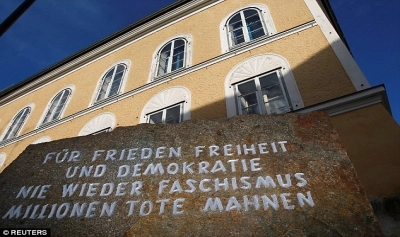 FÜR FRIEDEN FREIHEIT
UND DEMOKRATIE
NIE WIEDER FASCHISMUS
MILLIONEN TOTE MAHNEN
© REUTERS